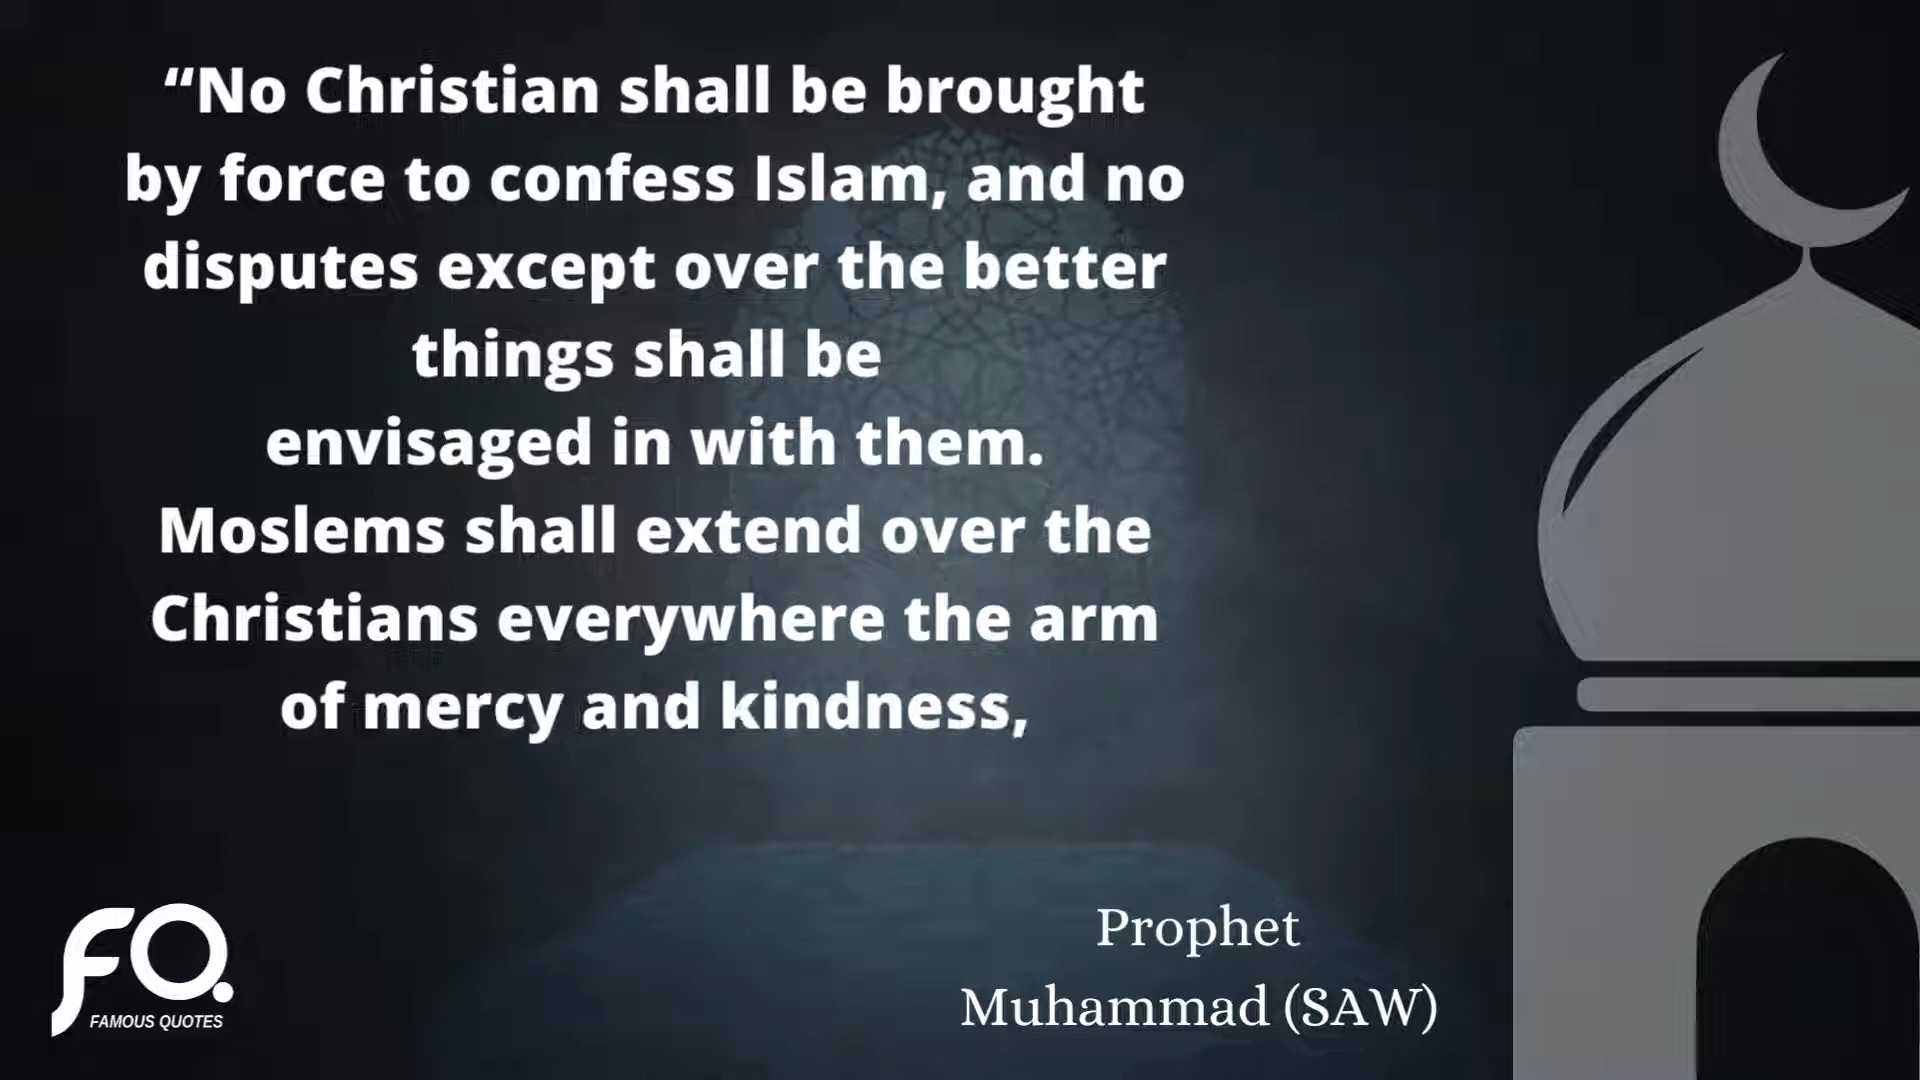 “No Christian shall be brought
by force to confess Islam, and no
disputes except over the better
things shall be
envisaged in with them.
Moslems shall extend over the
Christians everywhere the arm
of mercy and kindness,
Prophet
Muhammad (SAW)
FQ.
FAMOUS QUOTES